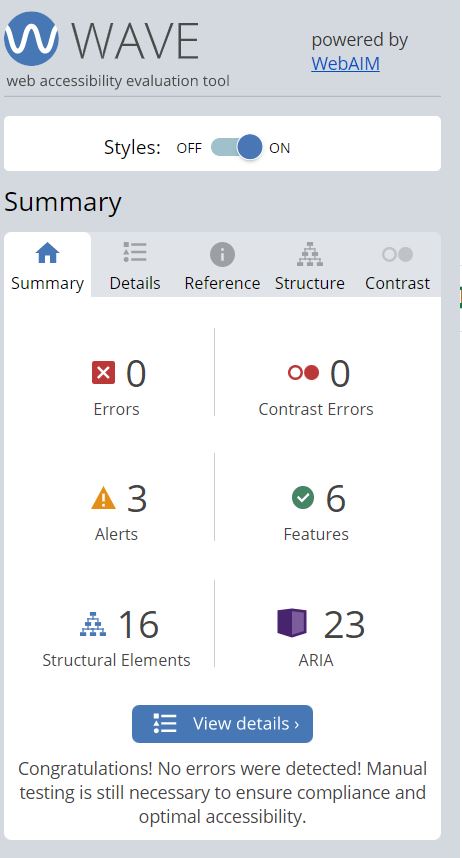 WAVE
web accessibility evaluation tool
powered by
WebAIM
Styles: OFF ON
Summary
Summary Details Reference Structure Contrast
0
Errors
0
Contrast Errors
3
Alerts
6
Features
16
Structural Elements
23
ARIA
View details ›
Congratulations! No errors were detected! Manual
testing is still necessary to ensure compliance and
optimal accessibility.